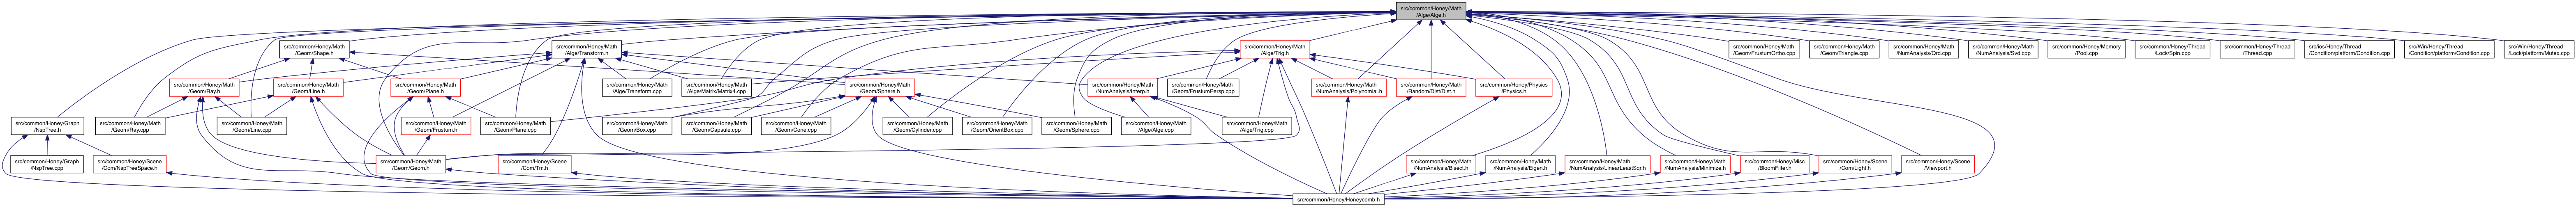 src/common/Honey/Math
/Alge/Alge.h
src/common/Honey/Math
/Geom/Shape.h
src/common/Honey/Math
/Alge/Transform.h
src/common/Honey/Math
/Alge/Trig.h
src/common/Honey/Math
/Geom/FrustumOrtho.cpp
src/common/Honey/Math
/Geom/Triangle.cpp
src/common/Honey/Math
/NumAnalysis/Qrd.cpp
src/common/Honey/Math
/NumAnalysis/Svd.cpp
src/common/Honey/Memory
/Pool.cpp
src/common/Honey/Thread
/Lock/Spin.cpp
src/common/Honey/Thread
/Thread.cpp
src/ios/Honey/Thread
/Condition/platform/Condition.cpp
src/Win/Honey/Thread
/Condition/platform/Condition.cpp
src/Win/Honey/Thread
/Lock/platform/Mutex.cpp
src/common/Honey/Math
/Geom/Ray.h
src/common/Honey/Math
/Geom/Line.h
src/common/Honey/Math
/Geom/Plane.h
src/common/Honey/Math
/Alge/Transform.cpp
src/common/Honey/Math
/Alge/Matrix/Matrix4.cpp
src/common/Honey/Math
/Geom/Sphere.h
src/common/Honey/Math
/NumAnalysis/Interp.h
src/common/Honey/Math
/Geom/FrustumPersp.cpp
src/common/Honey/Math
/NumAnalysis/Polynomial.h
src/common/Honey/Math
/Random/Dist/Dist.h
src/common/Honey/Physics
/Physics.h
src/common/Honey/Graph
/NspTree.h
src/common/Honey/Math
/Geom/Ray.cpp
src/common/Honey/Math
/Geom/Line.cpp
src/common/Honey/Math
/Geom/Frustum.h
src/common/Honey/Math
/Geom/Plane.cpp
src/common/Honey/Math
/Geom/Box.cpp
src/common/Honey/Math
/Geom/Capsule.cpp
src/common/Honey/Math
/Geom/Cone.cpp
src/common/Honey/Math
/Geom/Cylinder.cpp
src/common/Honey/Math
/Geom/OrientBox.cpp
src/common/Honey/Math
/Geom/Sphere.cpp
src/common/Honey/Math
/Alge/Alge.cpp
src/common/Honey/Math
/Alge/Trig.cpp
src/common/Honey/Graph
/NspTree.cpp
src/common/Honey/Scene
/Com/NspTreeSpace.h
src/common/Honey/Math
/Geom/Geom.h
src/common/Honey/Scene
/Com/Tm.h
src/common/Honey/Math
/NumAnalysis/Bisect.h
src/common/Honey/Math
/NumAnalysis/Eigen.h
src/common/Honey/Math
/NumAnalysis/LinearLeastSqr.h
src/common/Honey/Math
/NumAnalysis/Minimize.h
src/common/Honey/Misc
/BloomFilter.h
src/common/Honey/Scene
/Com/Light.h
src/common/Honey/Scene
/Viewport.h
src/common/Honey/Honeycomb.h